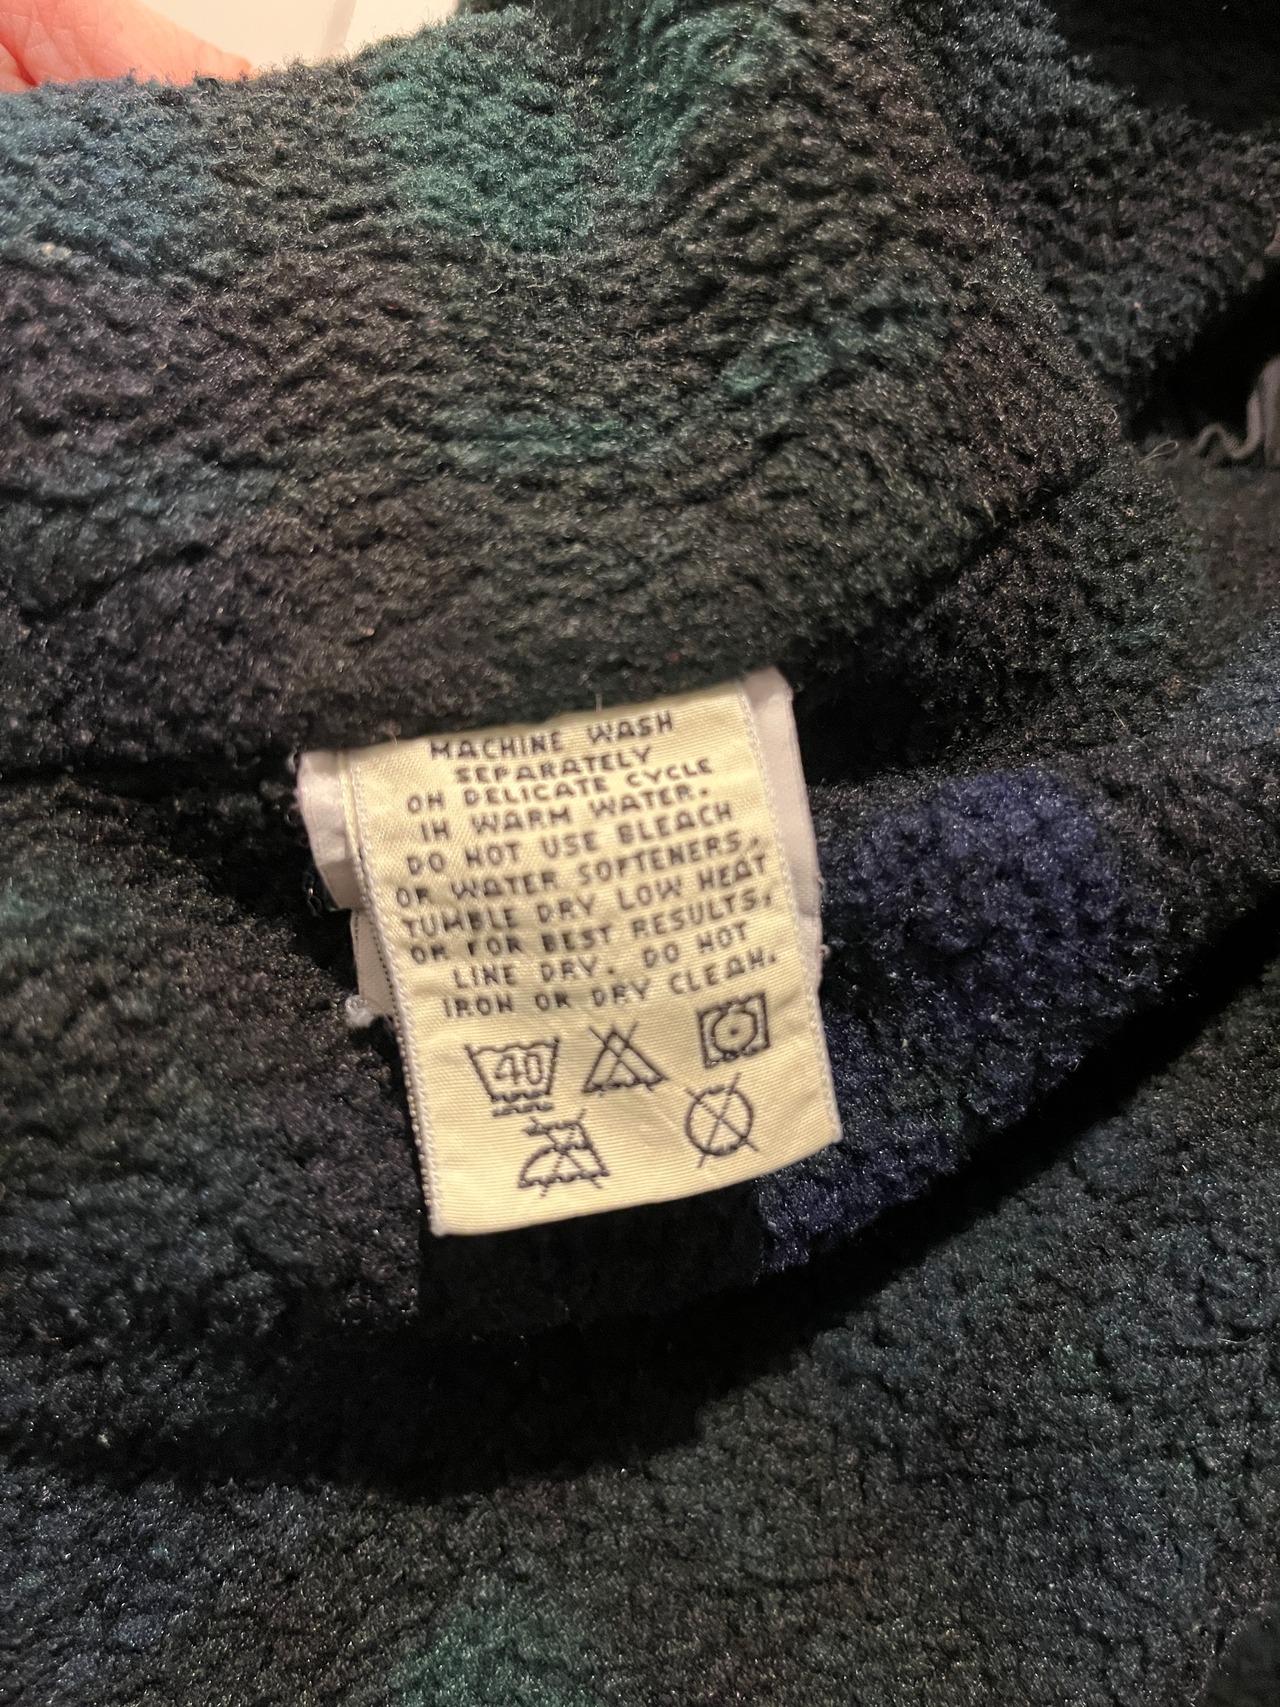 MACHINE WASH
SEPARATELY
ON DELICATE CYCLE
IN WARM WATER.
DO NOT USE BLEACH
OR WATER SOFTENERS.
TUMBLE DRY LOW HEAT
OR FOR BEST RESULTS,
LINE DRY. DO NOT
IRON OR DRY CLEAN.
40